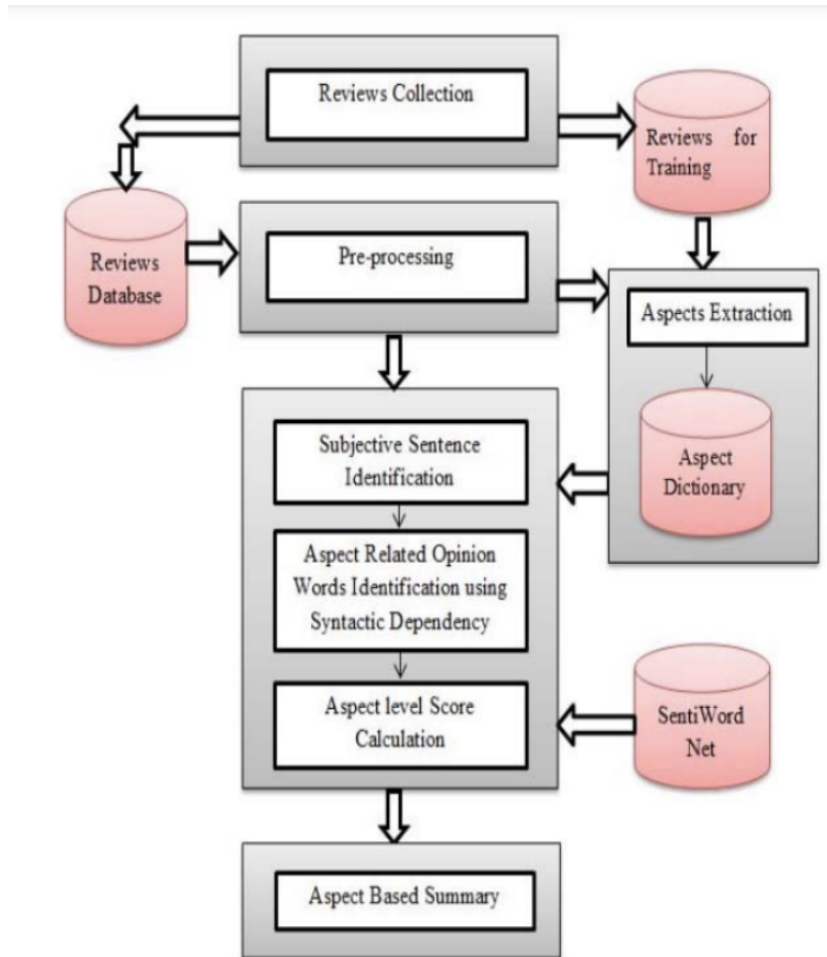 Reviews Collection
Reviews for
Training
Reviews
Database
Pre-processing
Aspects Extraction
Aspect
Dictionary
Subjective Sentence
Identification
Aspect Related Opinion
Words Identification using
Syntactic Dependency
Aspect level Score
Calculation
SentiWord
Net
Aspect Based Summary